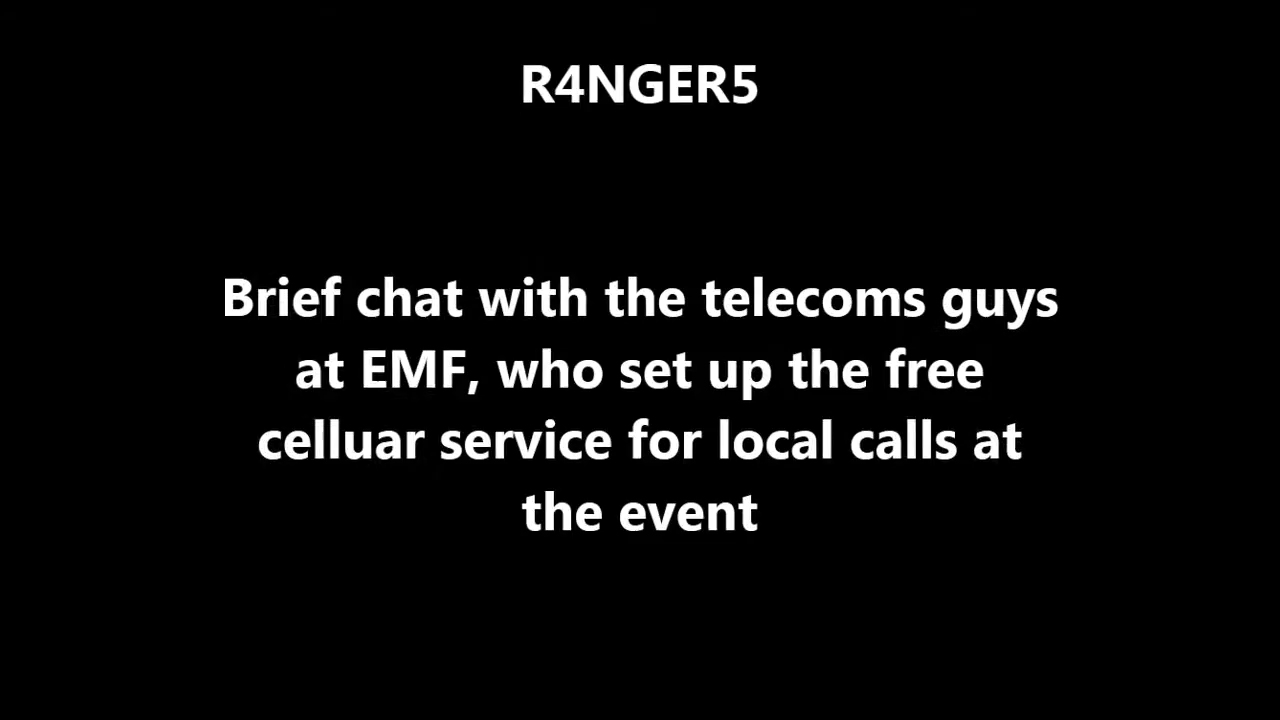 R4NGER5
Brief chat with the telecoms guys
at EMF, who set up the free
celluar service for local calls at
the event